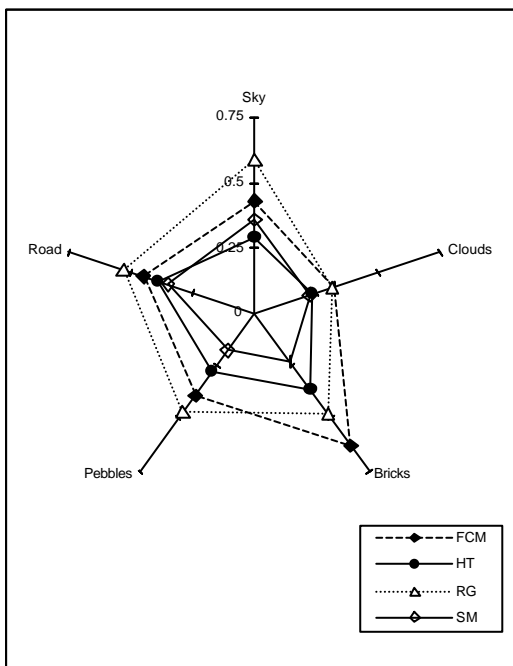 Sky
0.75
0.5
0.25
0
Road
Clouds
Pebbles
Bricks
FCM
HT
RG
SM